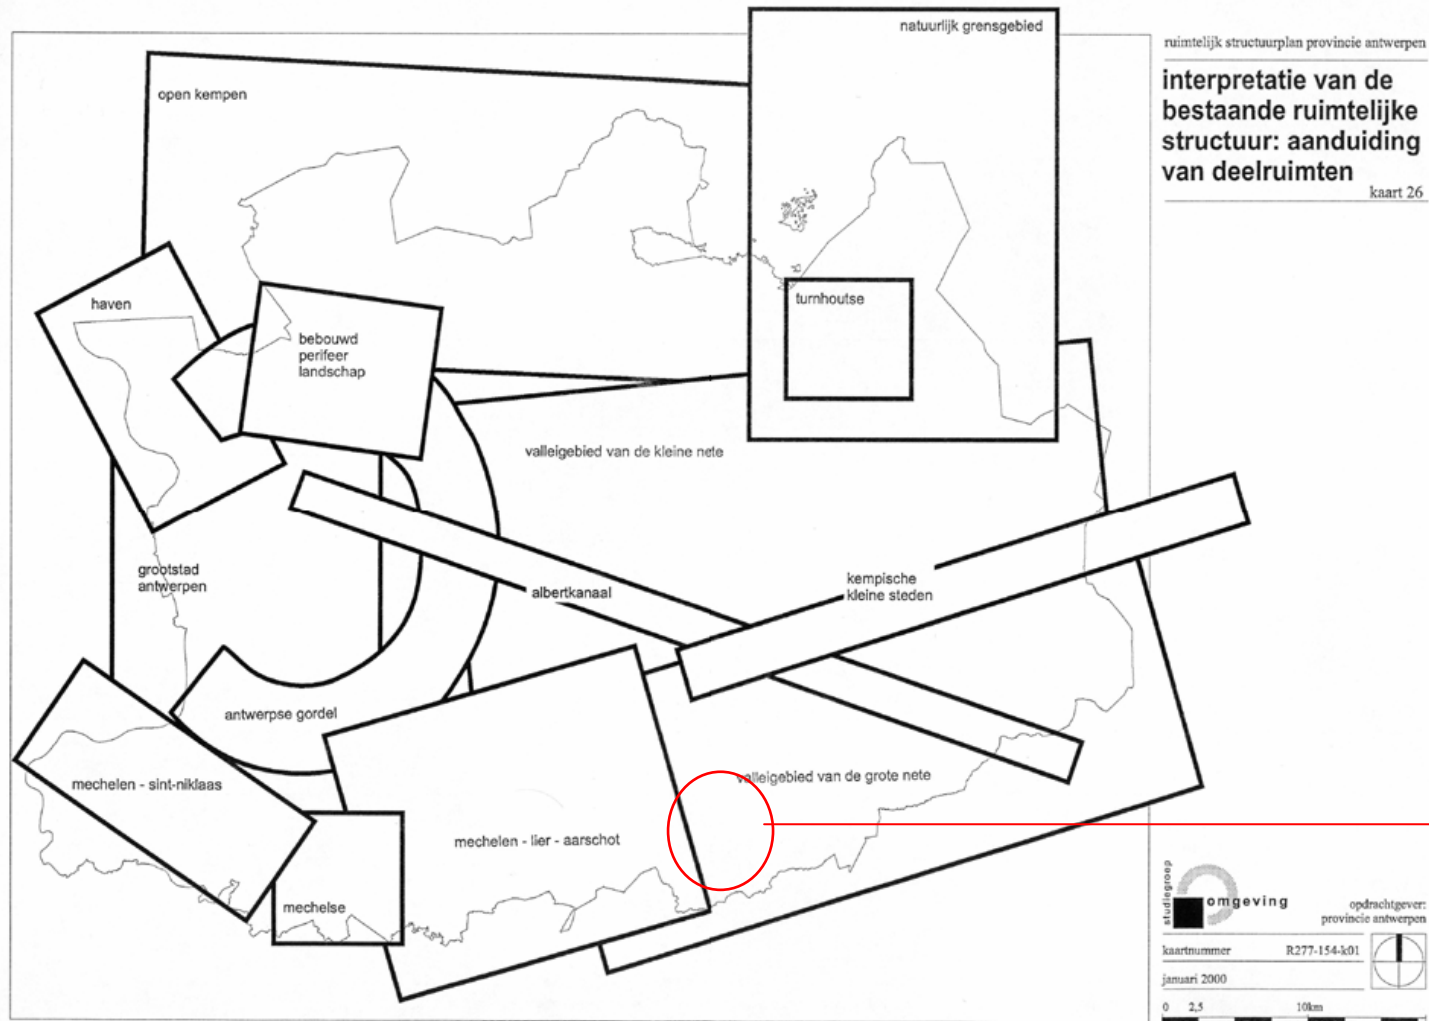 natuurlijk grensgebied
ruimtelijk structuurplan provincie antwerpen
interpretatie van de
bestaande ruimtelijke
structuur: aanduiding
van deelruimten
kaart 26
open kempen
haven
turnhoutse
bebouwd
perifeer
landschap
valleigebied van de kleine nete
grootstad
antwerpen
albertkanaal
kempische
kleine steden
antwerpse gordel
mechelen - sint-niklaas
valleigebied van de grote nete
mechelen - lier - aarschot
mechelse
studiegroep
omgeving
opdrachtgever:
provincie antwerpen
kaartnummer R277-154-k01
januari 2000
0 2,5 10km